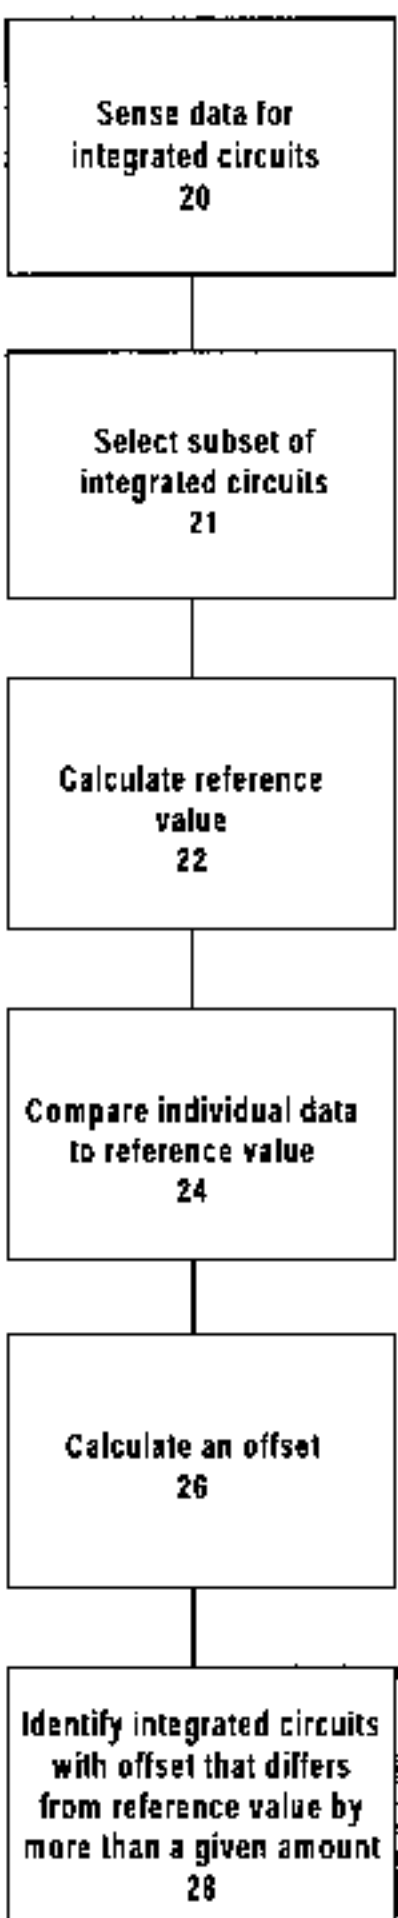 Sense data for
integrated circuits
20
Select subset of
integrated circuits
21
Calculate reference
value
22
Compare individual data
to reference value
24
Calculate an offset
26
Identify integrated circuits
with offset that differs
from reference value by
more than a given amount
28